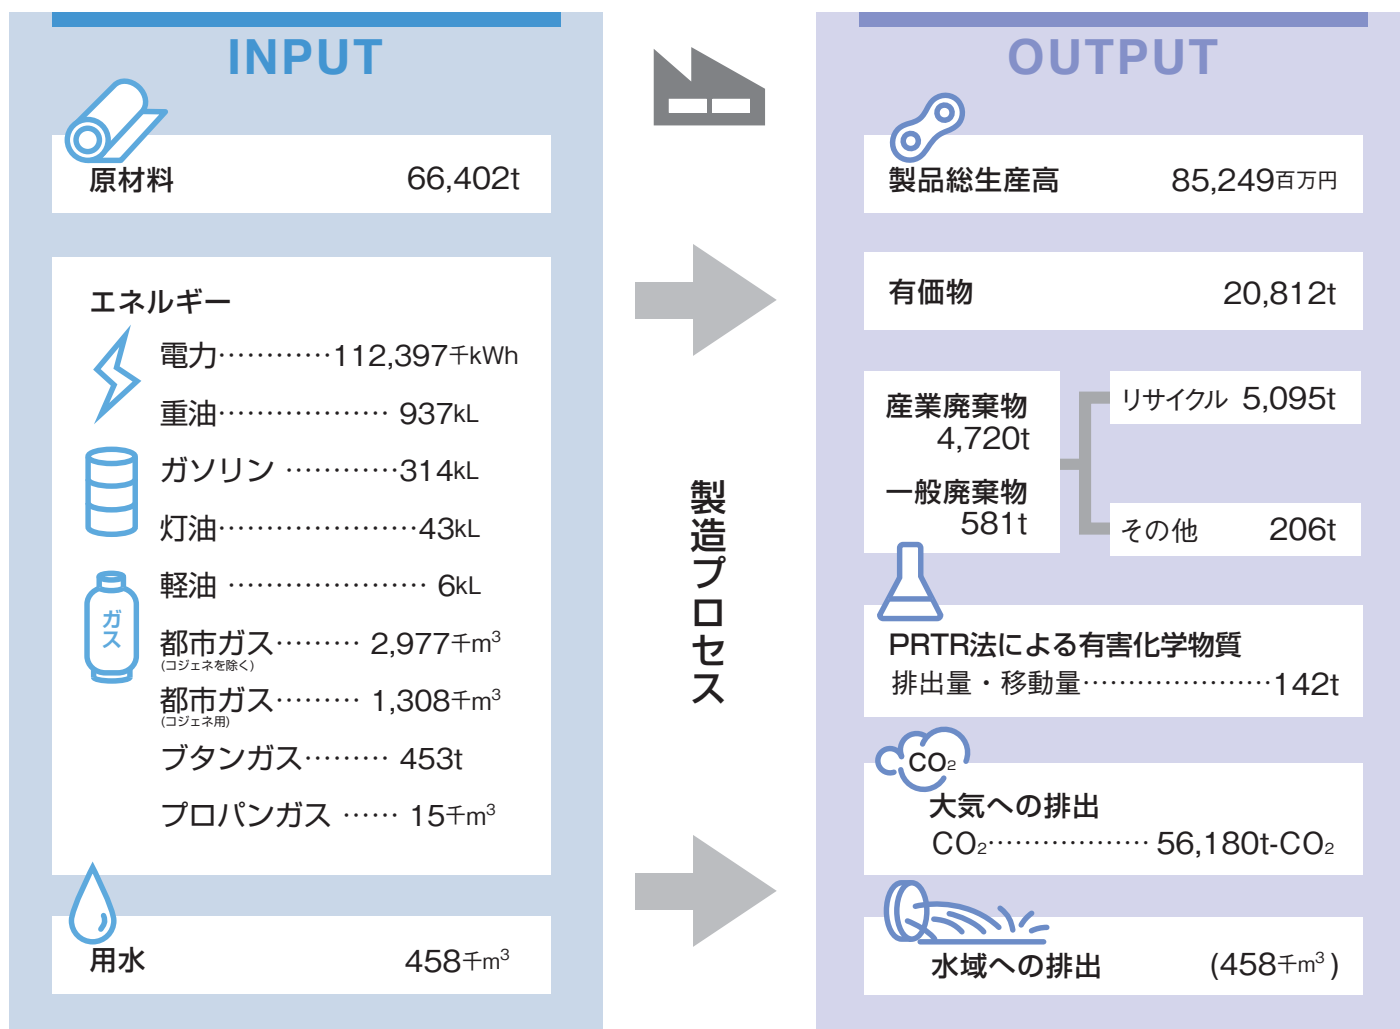 INPUT
原材料 66,402t
エネルギー
電力…………112,397千kWh
重油……………… 937kL
ガソリン …………314kL
灯油…………………43kL
軽油 ………………… 6kL
ガス
都市ガス……… 2,977千m³
(コジェネを除く)
都市ガス……… 1,308千m³
(コジェネ用)
ブタンガス……… 453t
プロパンガス …… 15千m³
用水 458千m³
製造プロセス
OUTPUT
製品総生産高 85,249百万円
有価物 20,812t
産業廃棄物
4,720t
一般廃棄物
581t
リサイクル 5,095t
その他 206t
PRTR法による有害化学物質
排出量・移動量…………………142t
CO₂
大気への排出
CO₂……………… 56,180t-CO₂
水域への排出 (458千m³)